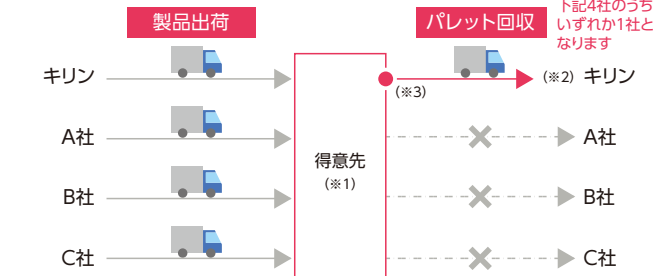 製品出荷
パレット回収
下記4社のうち
いずれか1社と
なります
キリン
(※3)
(※2) キリン
A社
A社
得意先
(※1)
B社
B社
C社
C社